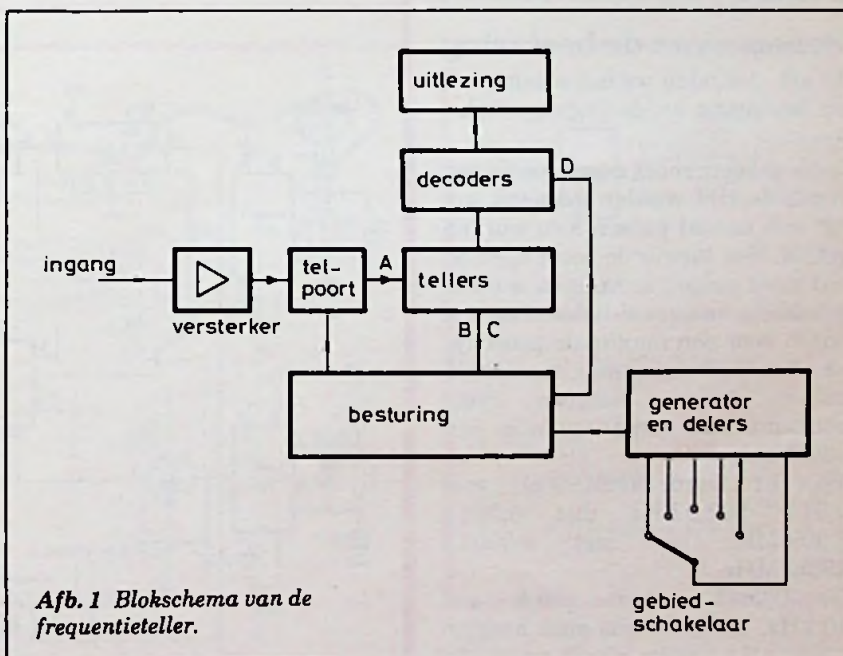 uitlezing
decoders
D
ingang
tel-
poort
A
tellers
versterker
B C
besturing
generator
en delers
gebied-
schakelaar
Afb. 1 Blokschema van de
frequentieteller.